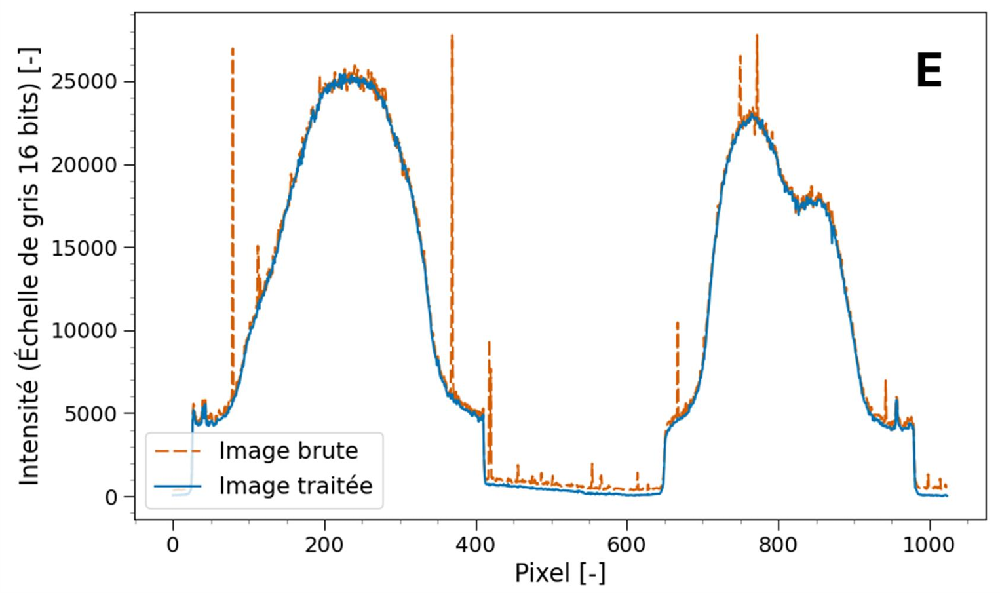 E
Intensité (Échelle de gris 16 bits) [-]
25000
20000
15000
10000
5000
0
Image brute
Image traitée
0 200 400 600 800 1000
Pixel [-]